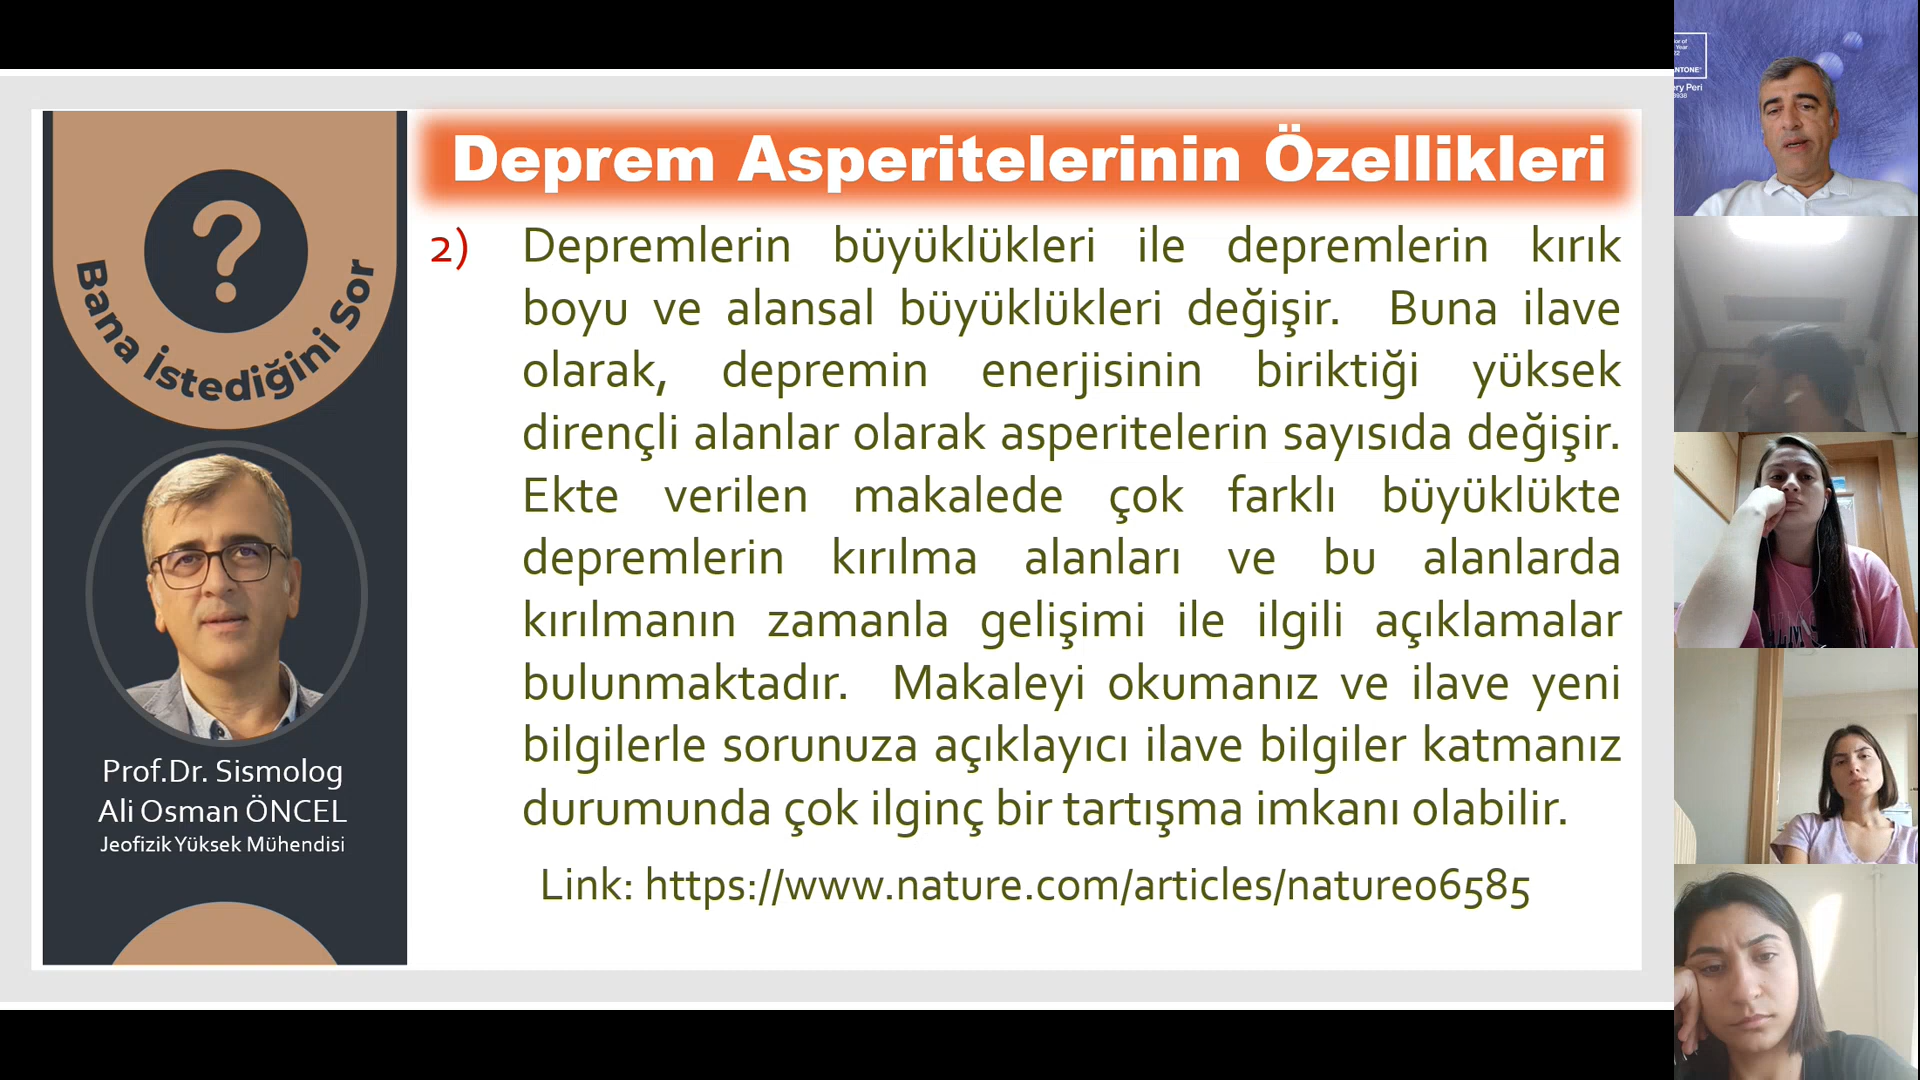 Deprem Asperitelerinin Özellikleri
2) Depremlerin büyüklükleri ile depremlerin kırık
boyu ve alansal büyüklükleri değişir. Buna ilave
olarak, depremin enerjisinin biriktiği yüksek
dirençli alanlar olarak asperitelerin sayısıda değişir.
Ekte verilen makalede çok farklı büyüklükte
depremlerin kırılma alanları ve bu alanlarda
kırılmanın zamanla gelişimi ile ilgili açıklamalar
bulunmaktadır. Makaleyi okumanız ve ilave yeni
bilgilerle sorunuza açıklayıcı ilave bilgiler katmanız
durumunda çok ilginç bir tartışma imkanı olabilir.
Link: https://www.nature.com/articles/nature06585
?
Bana İstediğini Sor
Prof.Dr. Sismolog
Ali Osman ÖNCEL
Jeofizik Yüksek Mühendisi
Year
NTONE
ery Peri